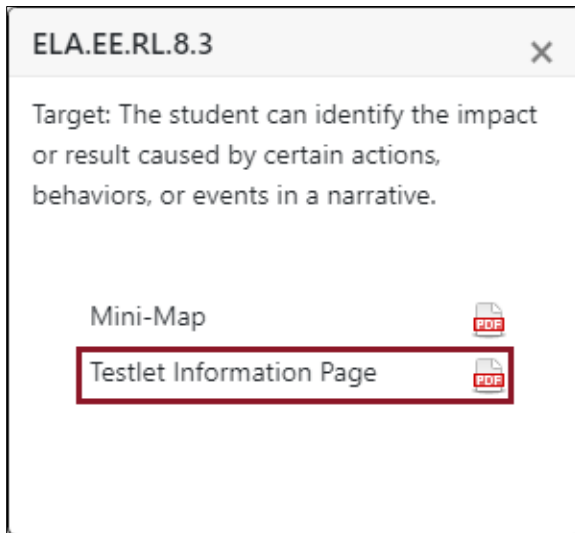 ELA.EE.RL.8.3
Target: The student can identify the impact
or result caused by certain actions,
behaviors, or events in a narrative.
Mini-Map
PDF
Testlet Information Page
PDF